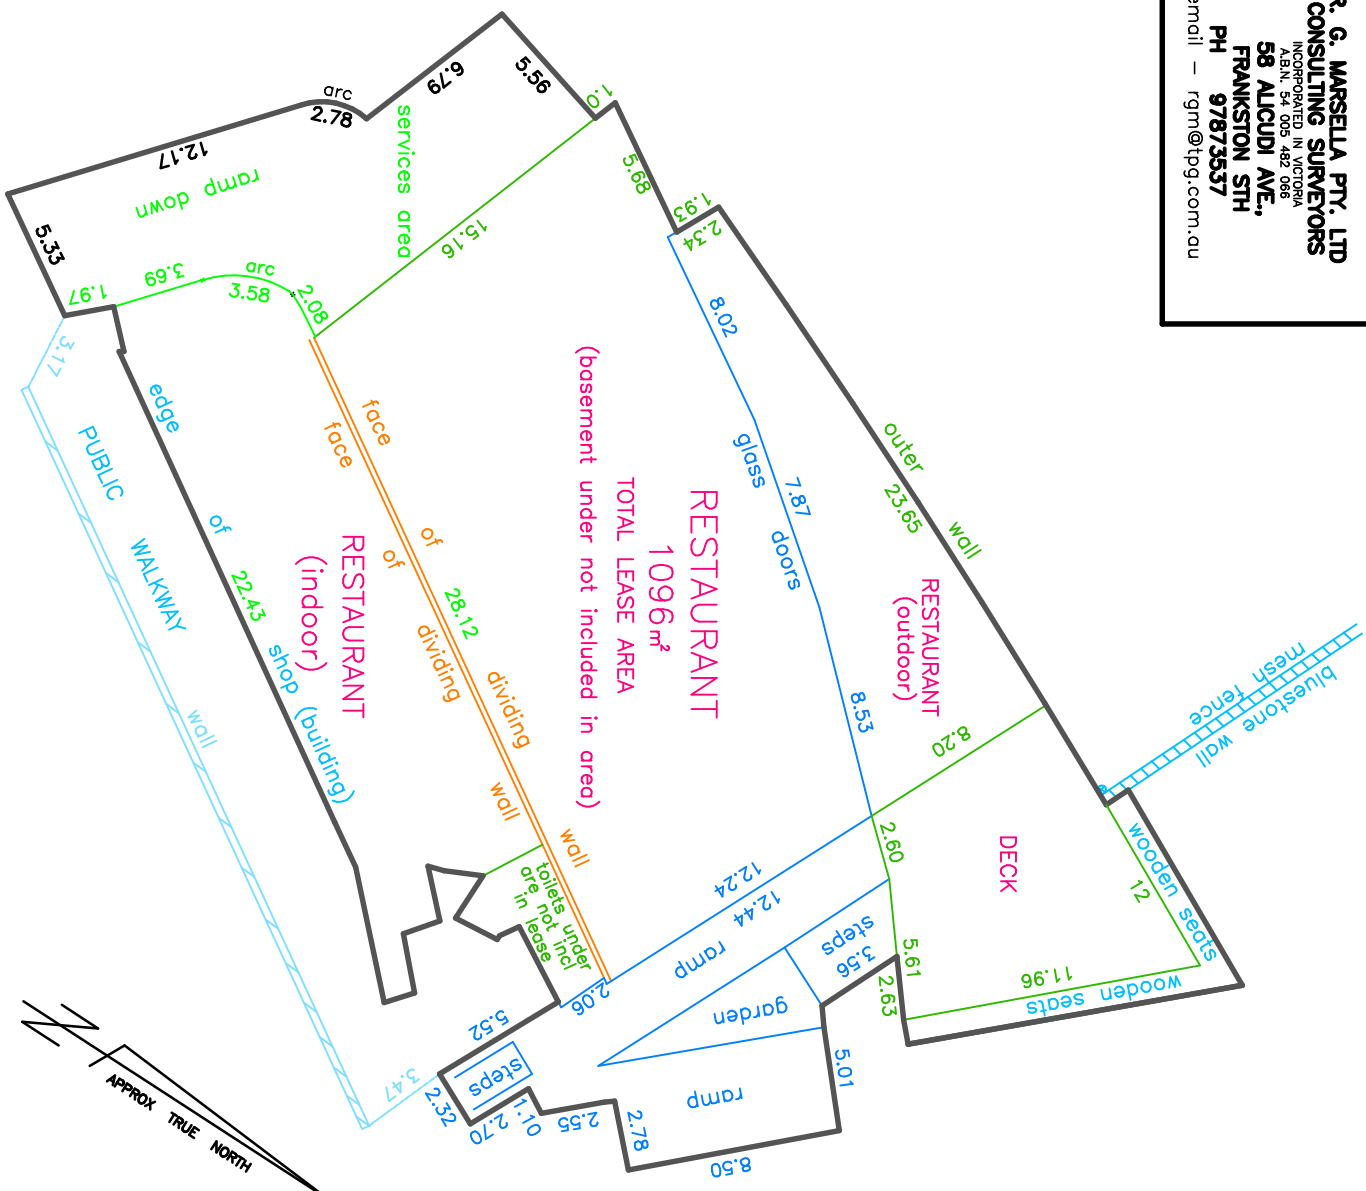 R. G. MARSELLA PTY. LTD
CONSULTING SURVEYORS
INCORPORATED IN VICTORIA
A.B.N. 54 005 482 066
58 ALICUDI AVE.,
FRANKSTON STH
PH 97873537
email - rgm@tpg.com.au
5.56
6.79
1.0
arc
2.78
services area
12.17
ramp down
5.33
1.97
3.69
arc
3.58
2.08
15.16
5.68
1.93
2.34
8.02
glass doors
7.87
8.53
outer wall
23.65
RESTAURANT
(outdoor)
8.20
RESTAURANT
1096m²
TOTAL LEASE AREA
(basement under not included in area)
face of dividing wall
face of dividing wall
28.12
RESTAURANT
(indoor)
edge of shop (building)
22.43
3.17
PUBLIC WALKWAY
wall
3.47
toilets under
are not incl
in lease
12.24
12.44
ramp
2.06
5.52
steps
2.32
2.70
1.10
2.55
2.78
8.50
ramp
5.01
garden
steps
3.56
2.60
5.61
2.63
DECK
11.96
wooden seats
12
wooden seats
mesh fence
bluestone wall
APPROX TRUE NORTH